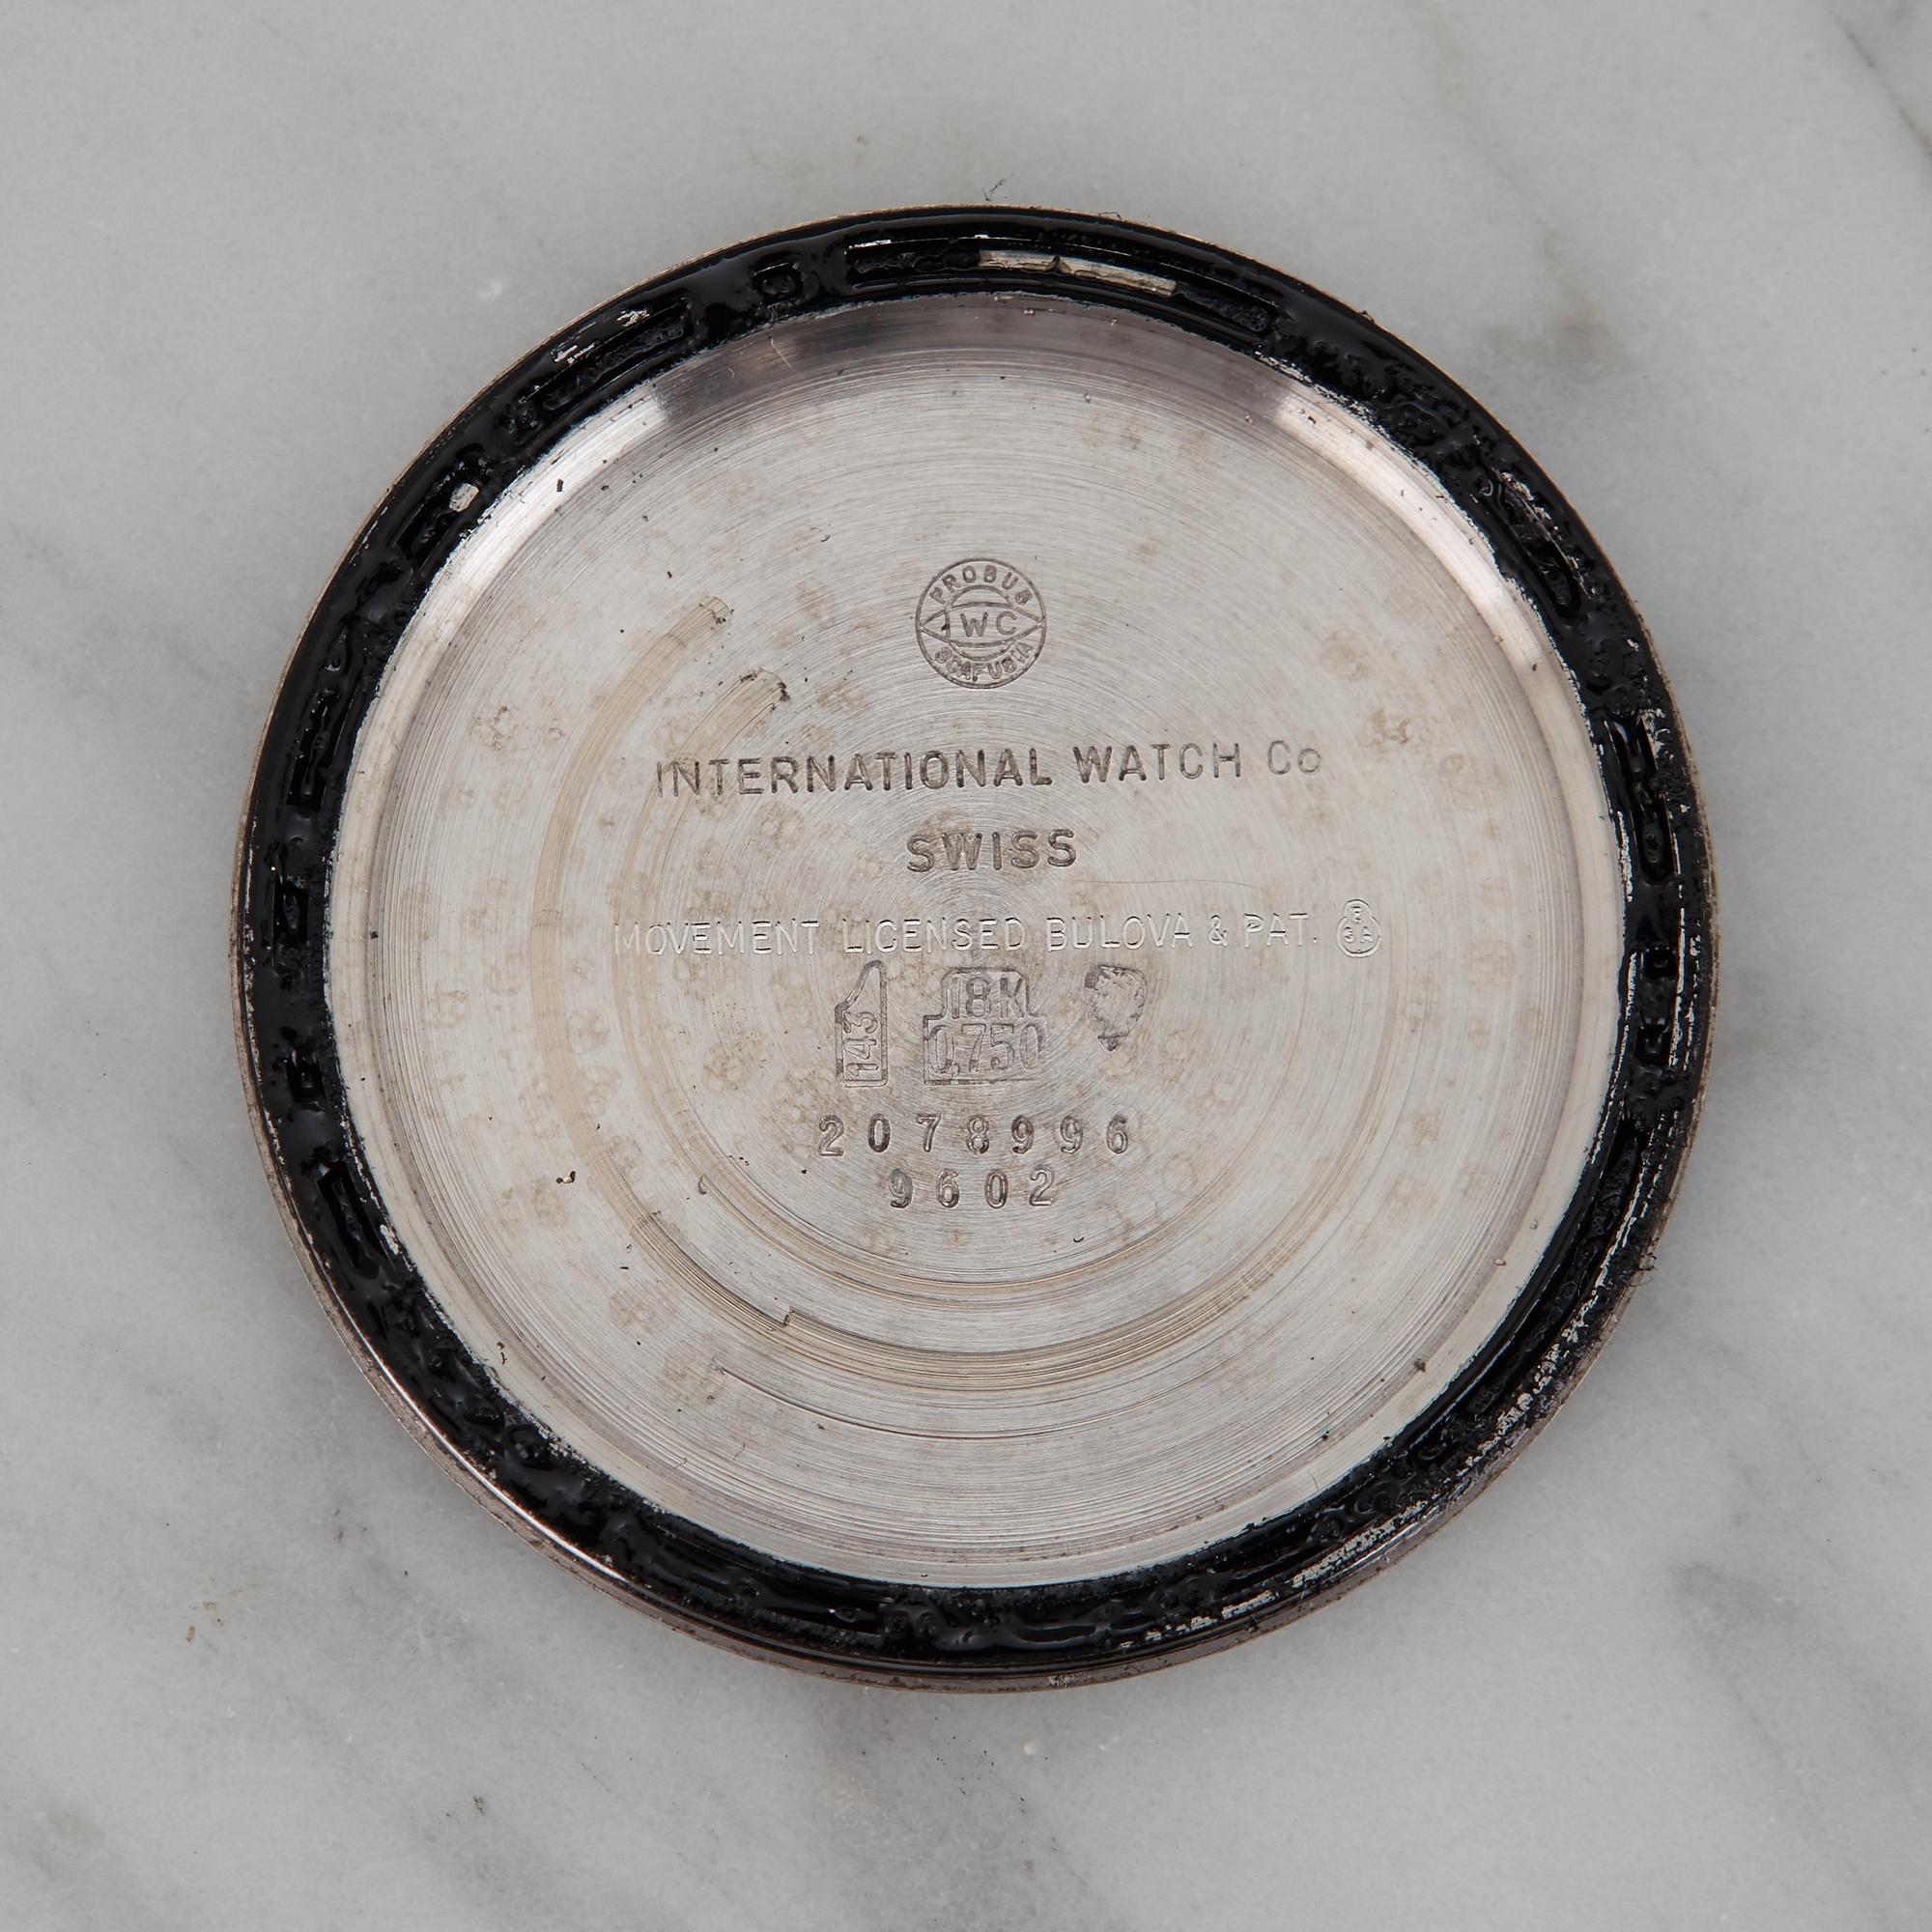 PROBUS
IWC
SCAFUSIA
INTERNATIONAL WATCH Co
SWISS
MOVEMENT LICENSED BULOVA & PAT.
143
18K
0,750
2078996
9602